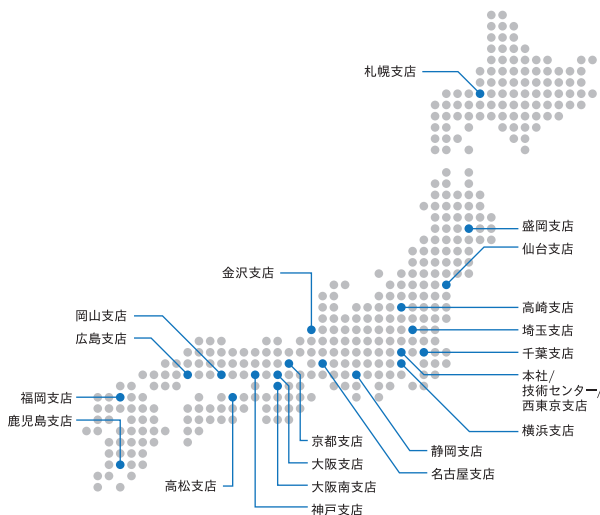 札幌支店
盛岡支店
仙台支店
金沢支店
高崎支店
岡山支店
埼玉支店
広島支店
千葉支店
本社/
技術センター/
西東京支店
福岡支店
鹿児島支店
横浜支店
京都支店
静岡支店
大阪支店
名古屋支店
高松支店
大阪南支店
神戸支店